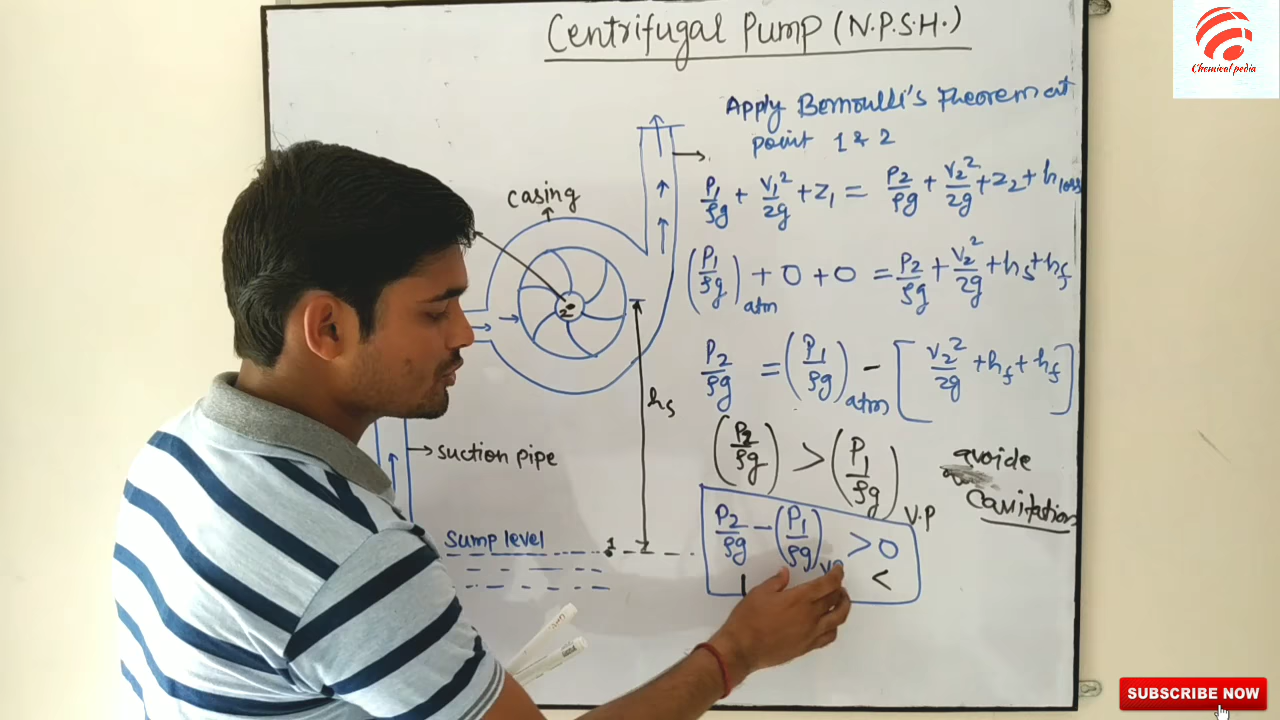 Centrifugal Pump (N.P.S.H.)
Chemical pedia
Apply Bernoulli's Theorem at
point 1 & 2
P₁/ρg + V₁²/2g + Z₁ = P₂/ρg + V₂²/2g + Z₂ + h loss
(P₁/ρg)atm + 0 + 0 = P₂/ρg + V₂²/2g + hs + hf
P₂/ρg = (P₁/ρg)atm - [V₂²/2g + hs + hf]
(P₂/ρg) > (P₁/ρg)V.P
avoide
Cavitation
P₂/ρg - (P₁/ρg) > 0
<
casing
2
hs
suction pipe
Sump level
1
SUBSCRIBE NOW